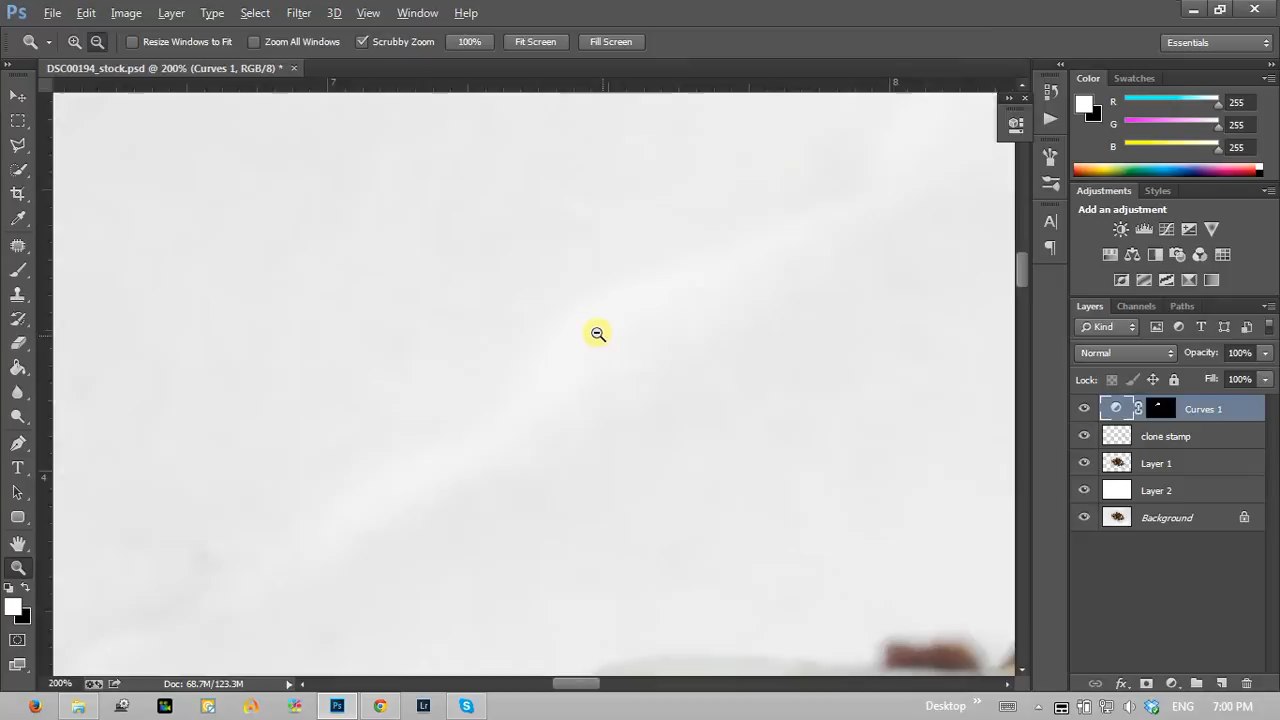 Ps File Edit Image Layer Type Select Filter 3D View Window Help
Resize Windows to Fit Zoom All Windows Scrubby Zoom 100% Fit Screen Fill Screen Essentials
DSC00194_stock.psd @ 200% (Curves 1, RGB/8) *
7 8
4
Color Swatches
R 255
G 255
B 255
Adjustments Styles
Add an adjustment
Layers Channels Paths
Kind
Normal Opacity: 100%
Lock: Fill: 100%
Curves 1
clone stamp
Layer 1
Layer 2
Background
200% Doc: 68.7M/123.3M
Desktop ENG 7:00 PM